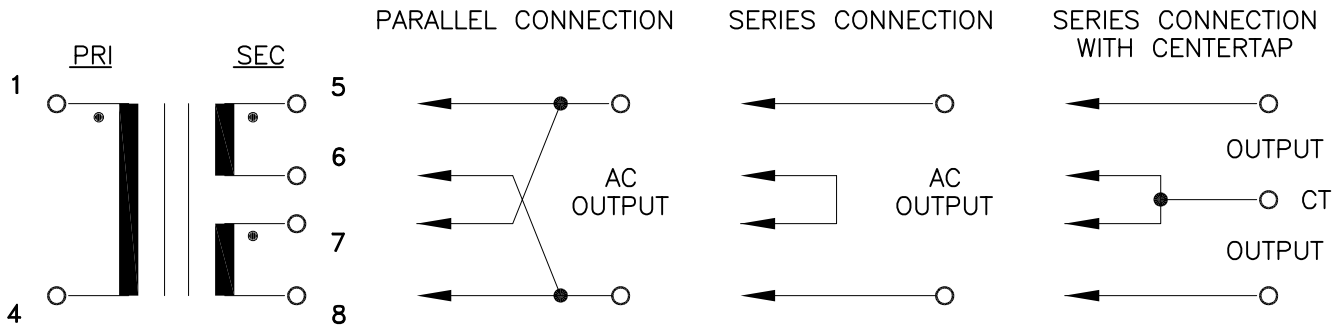 PARALLEL CONNECTION
SERIES CONNECTION
SERIES CONNECTION
WITH CENTERTAP
PRI
SEC
1
4
5
6
7
8
AC
OUTPUT
AC
OUTPUT
OUTPUT
CT
OUTPUT